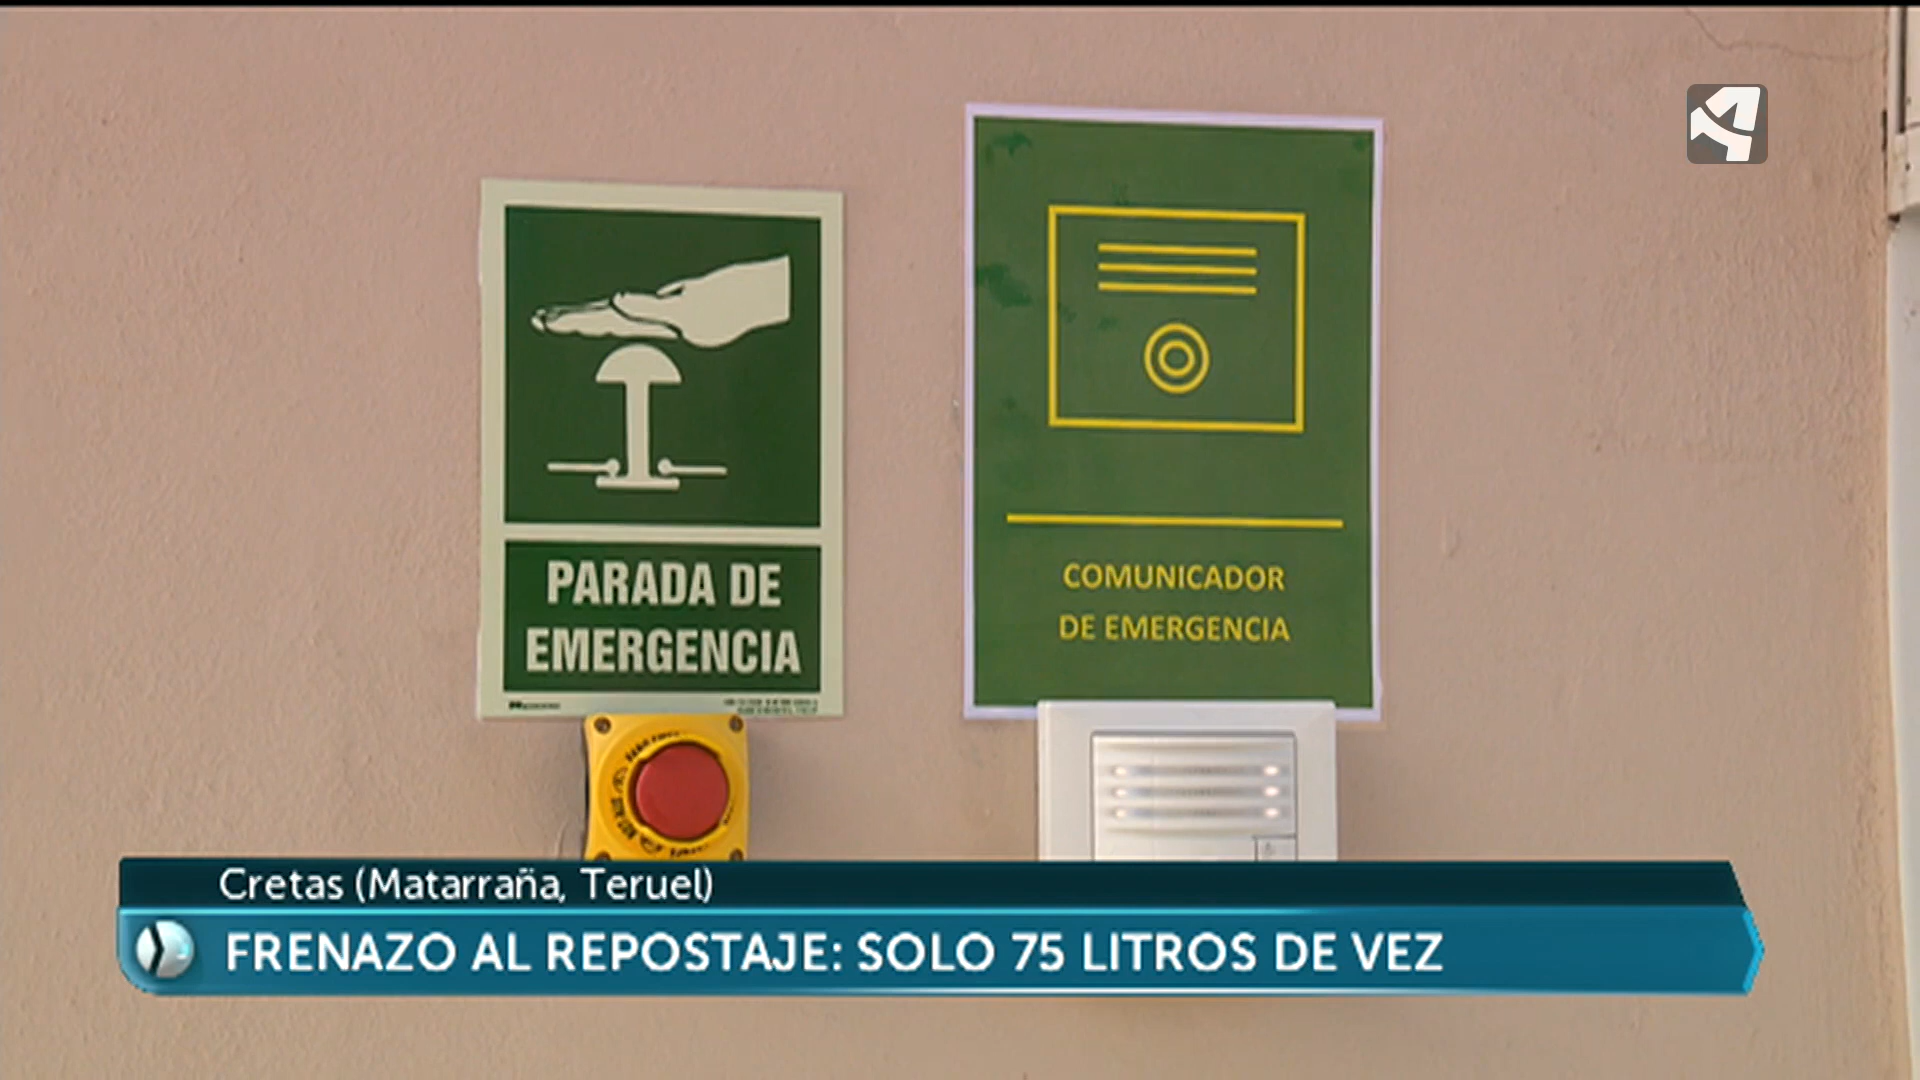 PARADA DE
EMERGENCIA
COMUNICADOR
DE EMERGENCIA
Cretas (Matarraña, Teruel)
FRENAZO AL REPOSTAJE: SOLO 75 LITROS DE VEZ